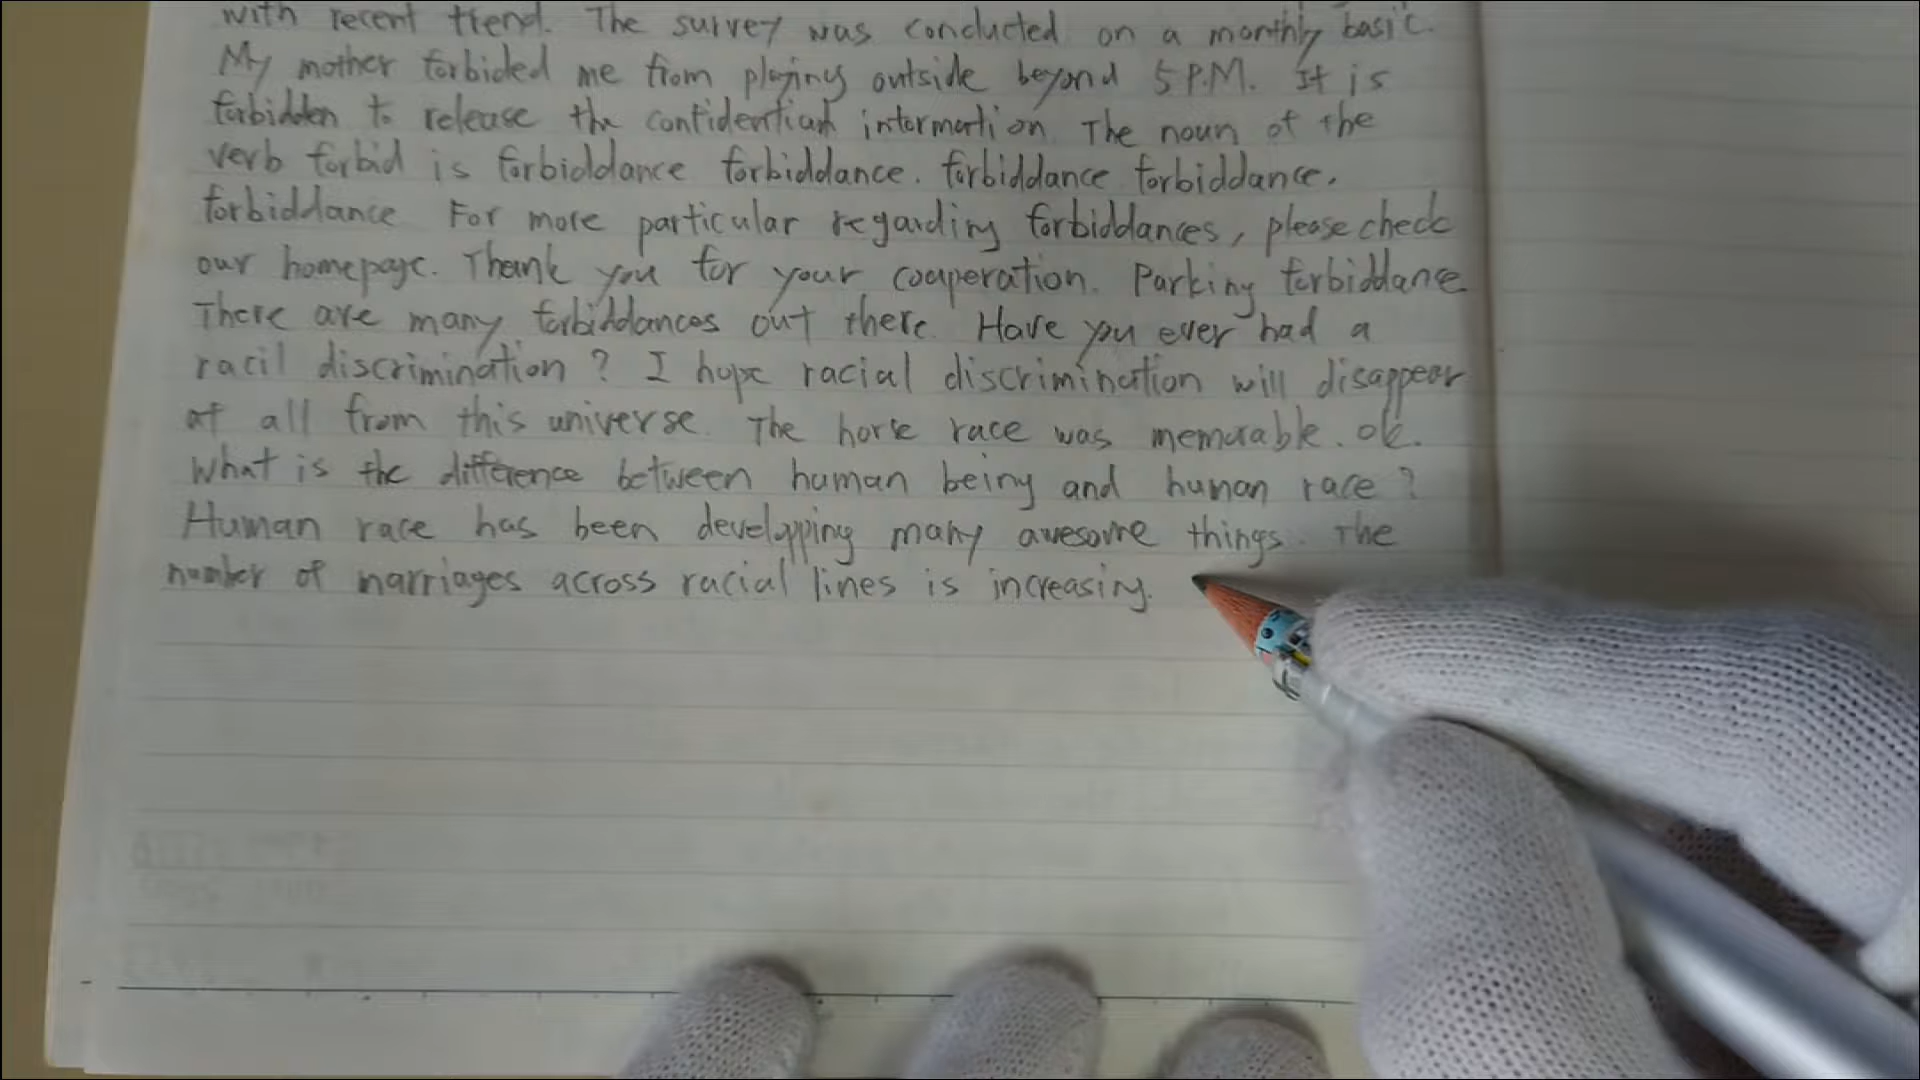 with recent trend. The survey was conducted on a monthly basic.
My mother forbided me from playing outside beyond 5 P.M. It is
forbidden to release the confidential information. The noun of the
verb forbid is forbiddance forbiddance. forbiddance forbiddance.
forbiddance For more particular regarding forbiddances, please check
our homepage. Thank you for your couperation. Parking forbiddance
There are many forbiddances out there. Have you ever had a
racil discrimination? I hope racial discrimination will disappear
at all from this universe. The horse race was memorable. ok.
What is the difference between human being and human race?
Human race has been developping many awesome things. The
number of marriages across racial lines is increasing.